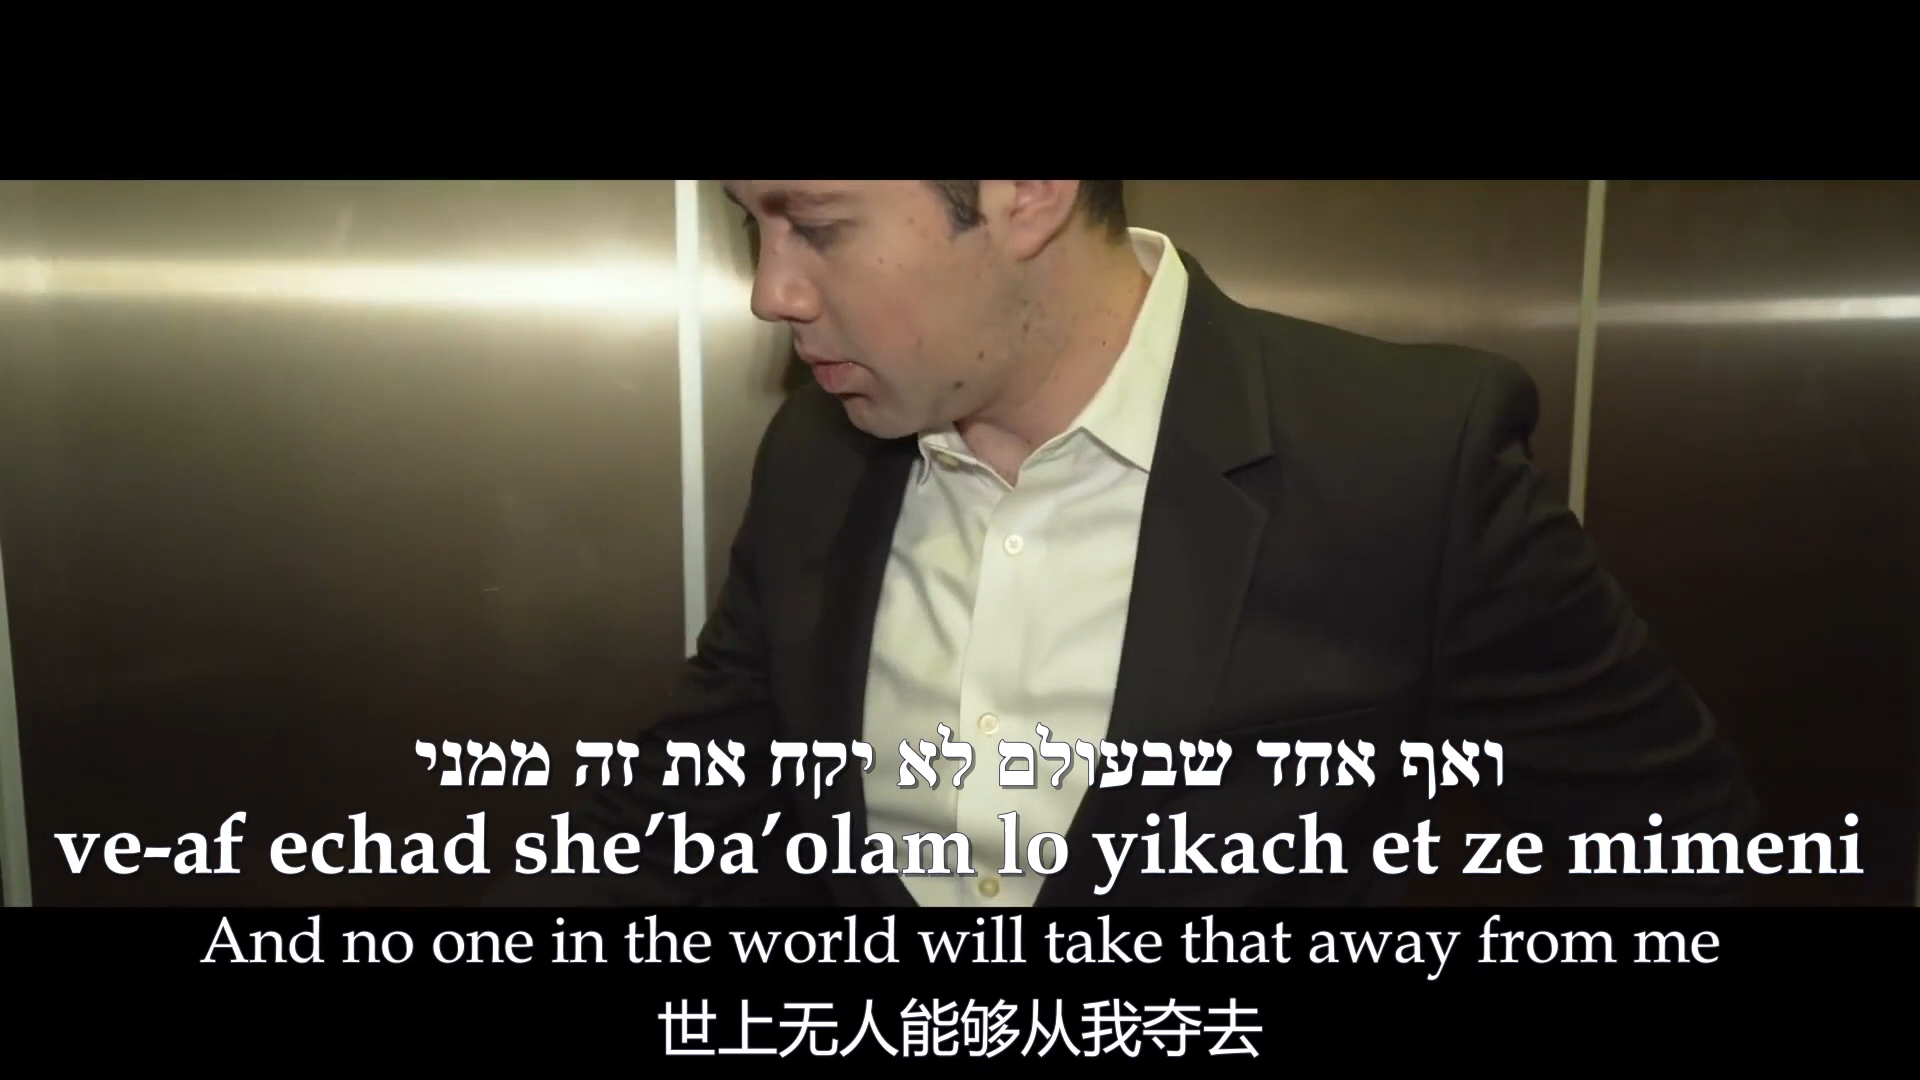 ואף אחד שבעולם לא יקח את זה ממני
ve-af echad she’ba’olam lo yikach et ze mimeni
And no one in the world will take that away from me
世上无人能够从我夺去